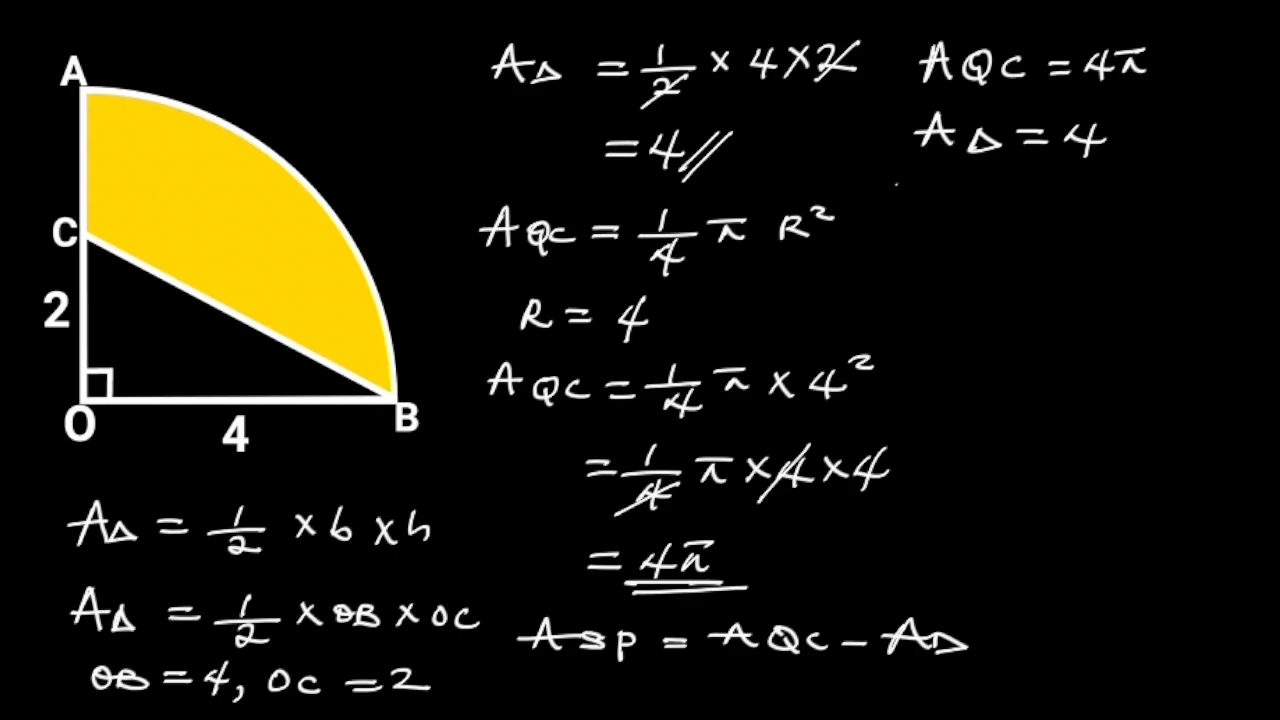 A
C
2
O
4
B
A△ = 1/2 × b × h
A△ = 1/2 × OB × OC
OB = 4, OC = 2
A△ = 1/2 × 4 × 2
= 4//
AQC = 1/4 π R²
R = 4
AQC = 1/4 π × 4²
= 1/4 π × 4 × 4
= 4π
ASP = AQC − A△
AQC = 4π
A△ = 4